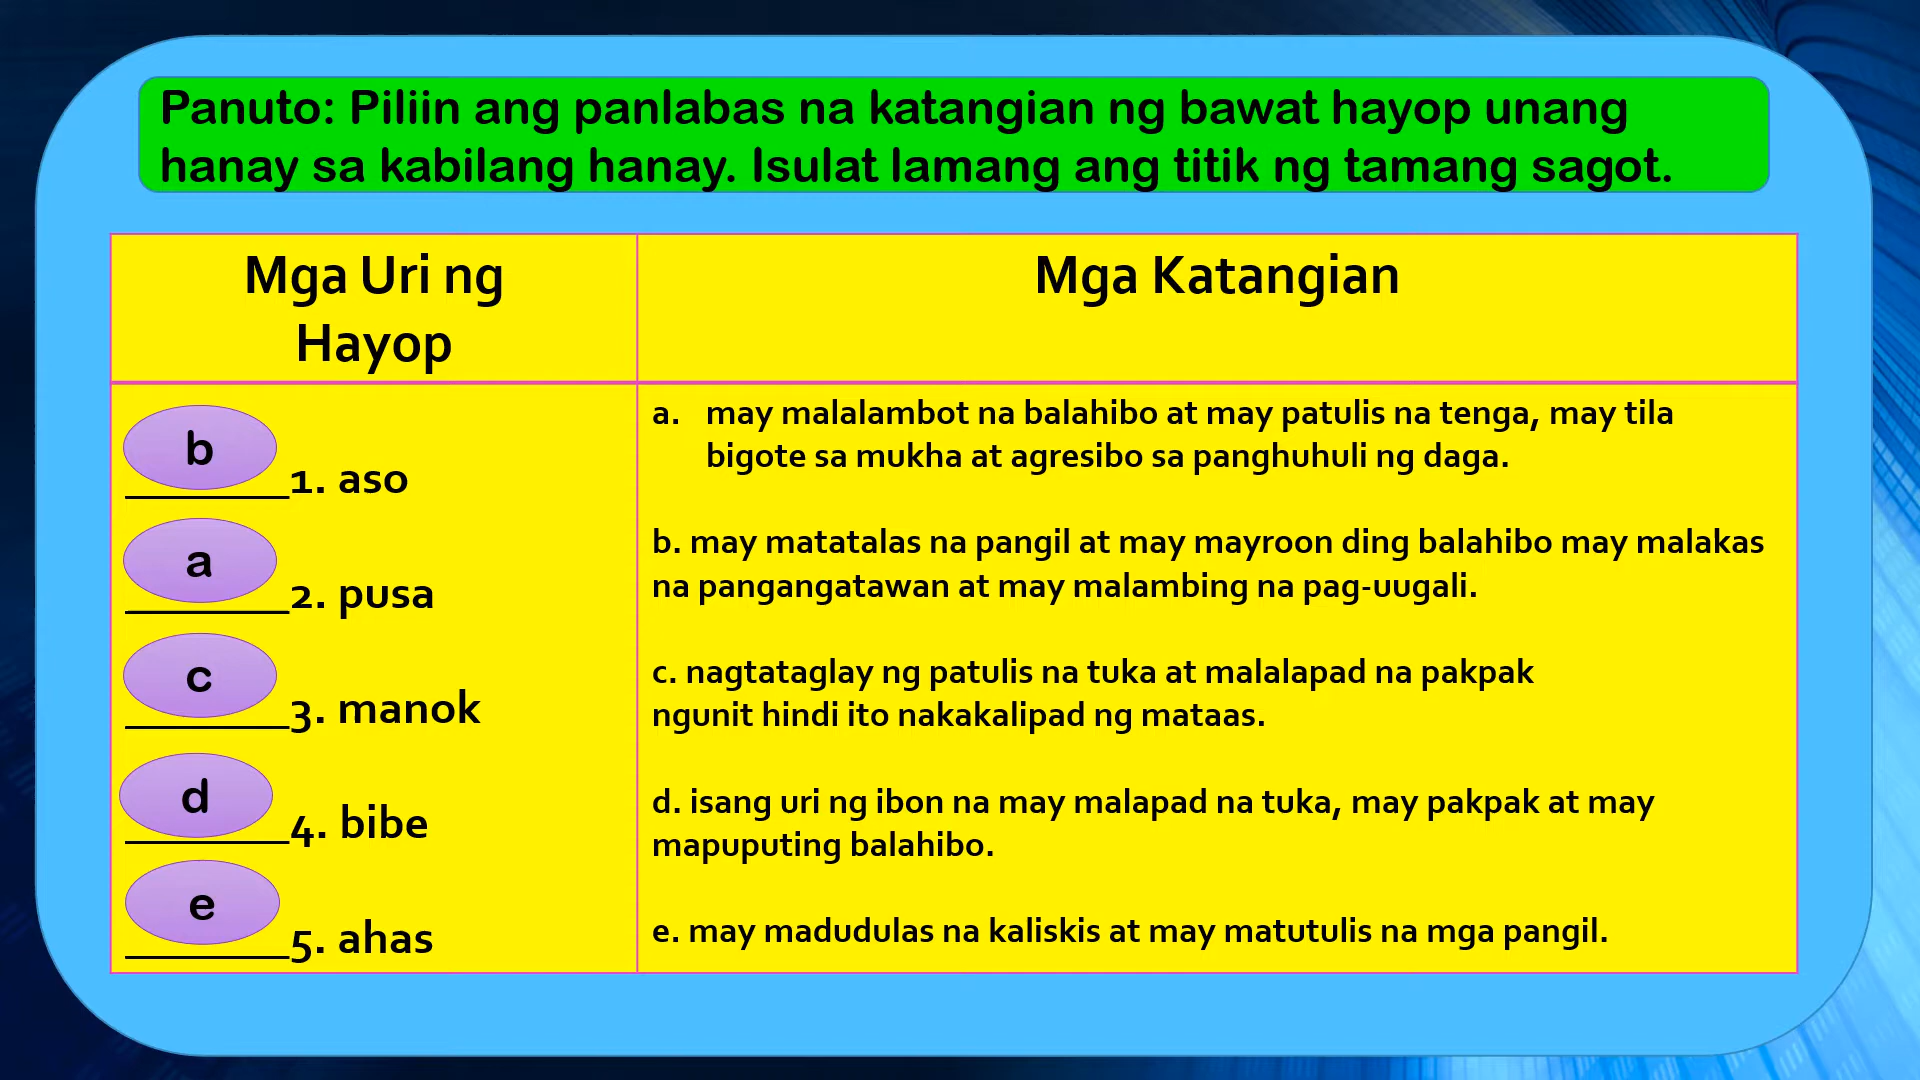 Panuto: Piliin ang panlabas na katangian ng bawat hayop unang
hanay sa kabilang hanay. Isulat lamang ang titik ng tamang sagot.
Mga Uri ng
Hayop
b
________1. aso
a
________2. pusa
c
________3. manok
d
________4. bibe
e
________5. ahas
Mga Katangian
a. may malalambot na balahibo at may patulis na tenga, may tila
bigote sa mukha at agresibo sa panghuhuli ng daga.
b. may matatalas na pangil at may mayroon ding balahibo may malakas
na pangangatawan at may malambing na pag-uugali.
c. nagtataglay ng patulis na tuka at malalapad na pakpak
ngunit hindi ito nakakalipad ng mataas.
d. isang uri ng ibon na may malapad na tuka, may pakpak at may
mapuputing balahibo.
e. may madudulas na kaliskis at may matutulis na mga pangil.